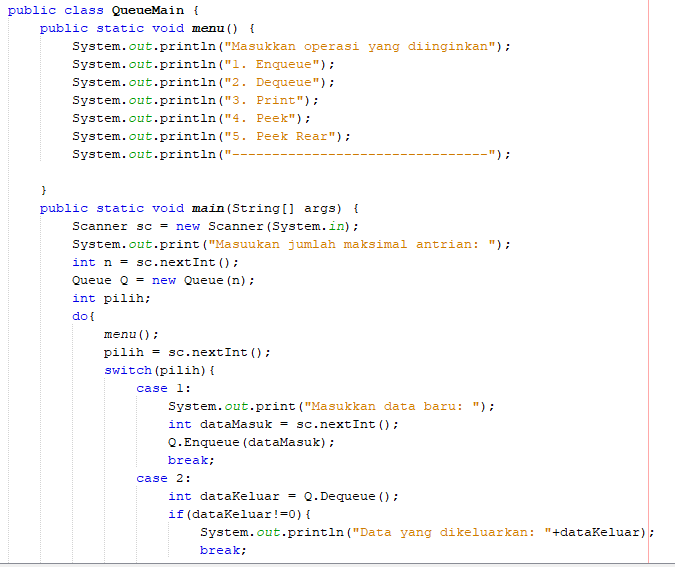 public class QueueMain {
public static void menu() {
System.out.println("Masukkan operasi yang diinginkan");
System.out.println("1. Enqueue");
System.out.println("2. Dequeue");
System.out.println("3. Print");
System.out.println("4. Peek");
System.out.println("5. Peek Rear");
System.out.println("--------------------------------");
}
public static void main(String[] args) {
Scanner sc = new Scanner(System.in);
System.out.print("Masuukan jumlah maksimal antrian: ");
int n = sc.nextInt();
Queue Q = new Queue(n);
int pilih;
do{
menu();
pilih = sc.nextInt();
switch(pilih){
case 1:
System.out.print("Masukkan data baru: ");
int dataMasuk = sc.nextInt();
Q.Enqueue(dataMasuk);
break;
case 2:
int dataKeluar = Q.Dequeue();
if(dataKeluar!=0){
System.out.println("Data yang dikeluarkan: "+dataKeluar);
break;